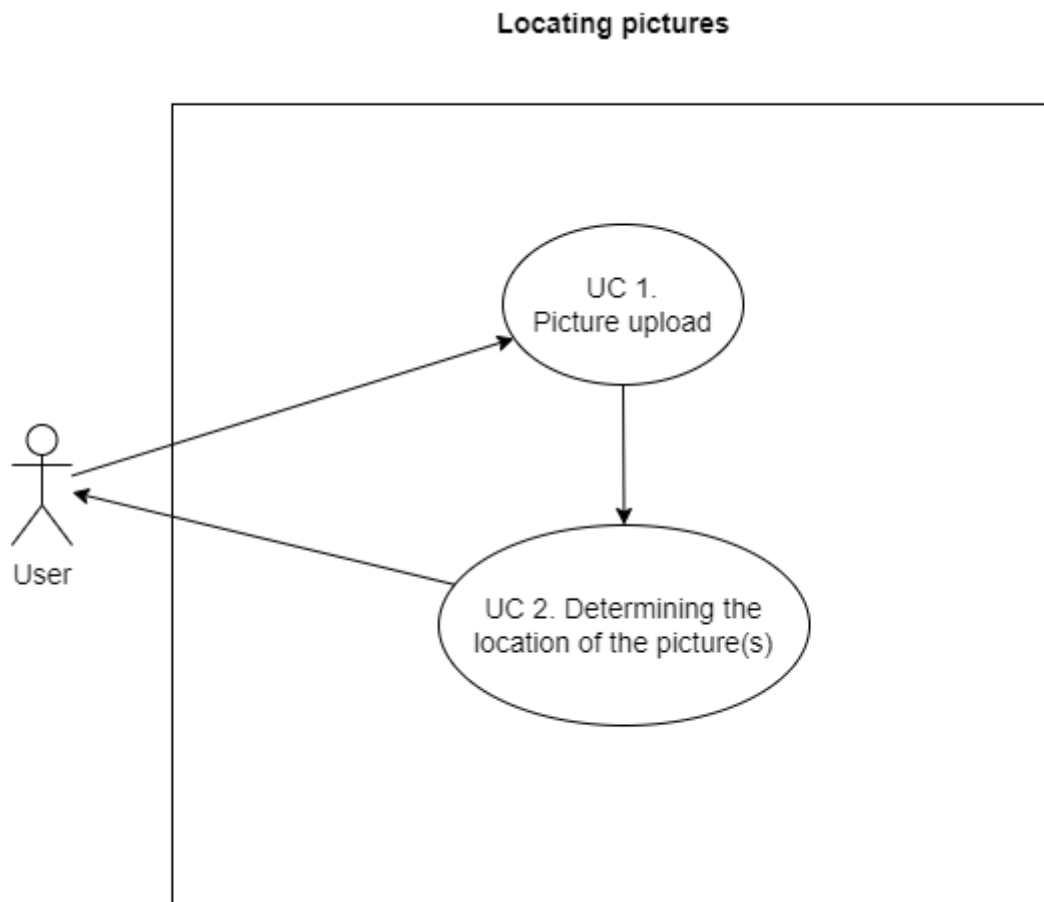 Locating pictures
UC 1.
Picture upload
User
UC 2. Determining the
location of the picture(s)